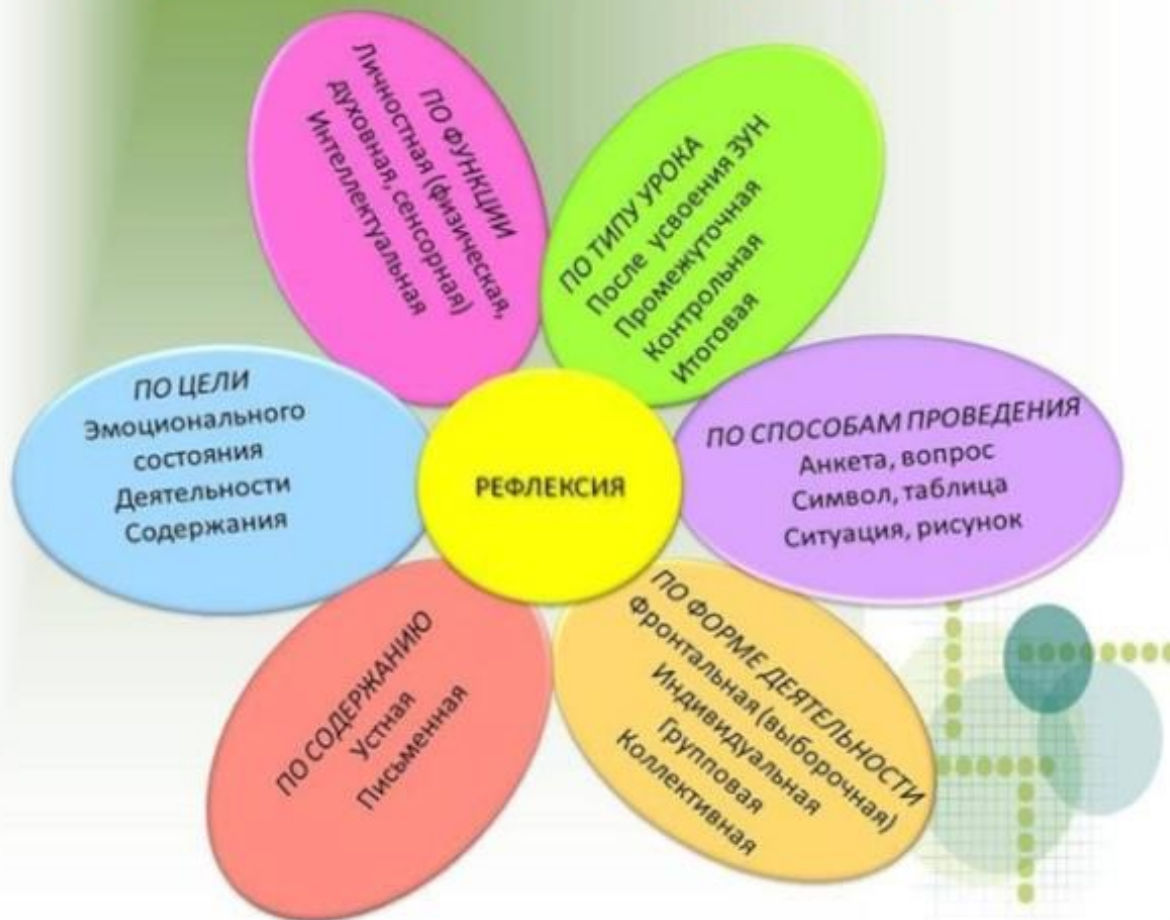 ПО ФУНКЦИИ
Личностная (физическая,
духовная, сенсорная)
Интеллектуальная
ПО ТИПУ УРОКА
После усвоения ЗУН
Промежуточная
Контрольная
Итоговая
ПО ЦЕЛИ
Эмоционального
состояния
Деятельности
Содержания
РЕФЛЕКСИЯ
ПО СПОСОБАМ ПРОВЕДЕНИЯ
Анкета, вопрос
Символ, таблица
Ситуация, рисунок
ПО СОДЕРЖАНИЮ
Устная
Письменная
ПО ФОРМЕ ДЕЯТЕЛЬНОСТИ
Фронтальная (выборочная)
Индивидуальная
Групповая
Коллективная